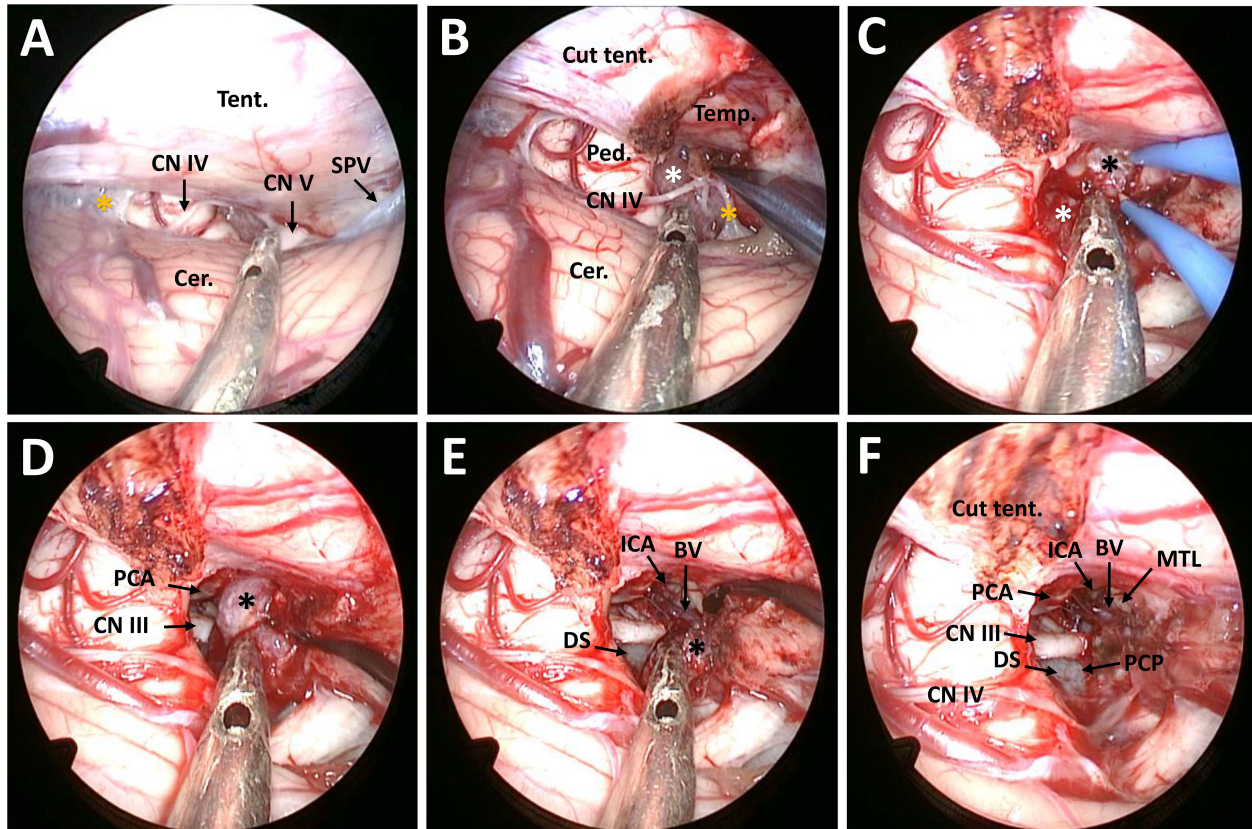 A
Tent.
CN IV
CN V
SPV
*
Cer.
B
Cut tent.
Temp.
Ped.
*
CN IV
*
Cer.
C
*
*
D
PCA
*
CN III
E
ICA
BV
DS
*
F
Cut tent.
ICA
BV
MTL
PCA
CN III
DS
PCP
CN IV